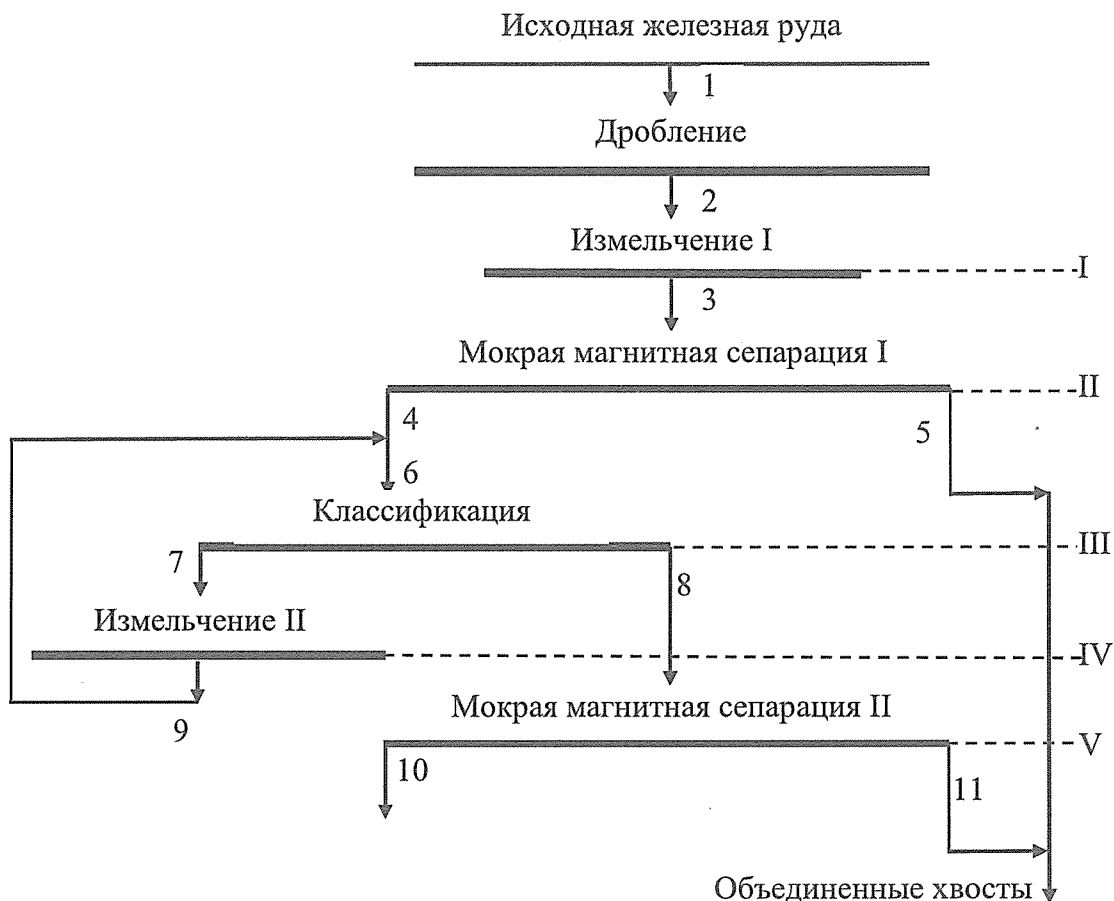 Исходная железная руда
1
Дробление
2
Измельчение I
I
3
Мокрая магнитная сепарация I
II
4
5
6
Классификация
III
7
8
Измельчение II
IV
9
Мокрая магнитная сепарация II
V
10
11
Объединенные хвосты